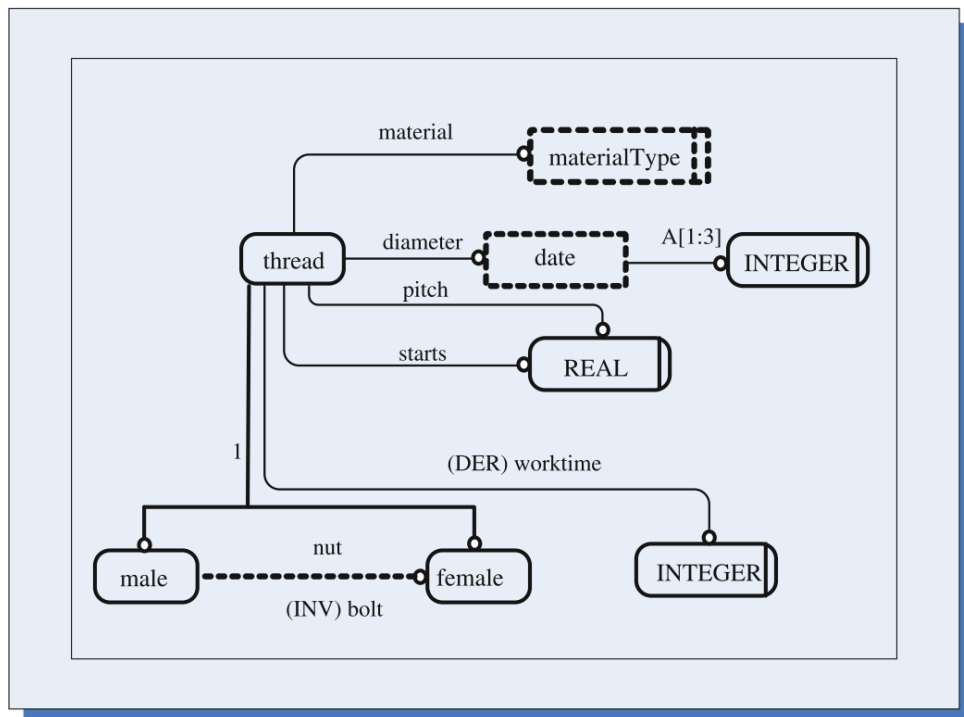 material
materialType
thread
diameter
date
A[1:3]
INTEGER
pitch
starts
REAL
1
(DER) worktime
male
nut
female
(INV) bolt
INTEGER